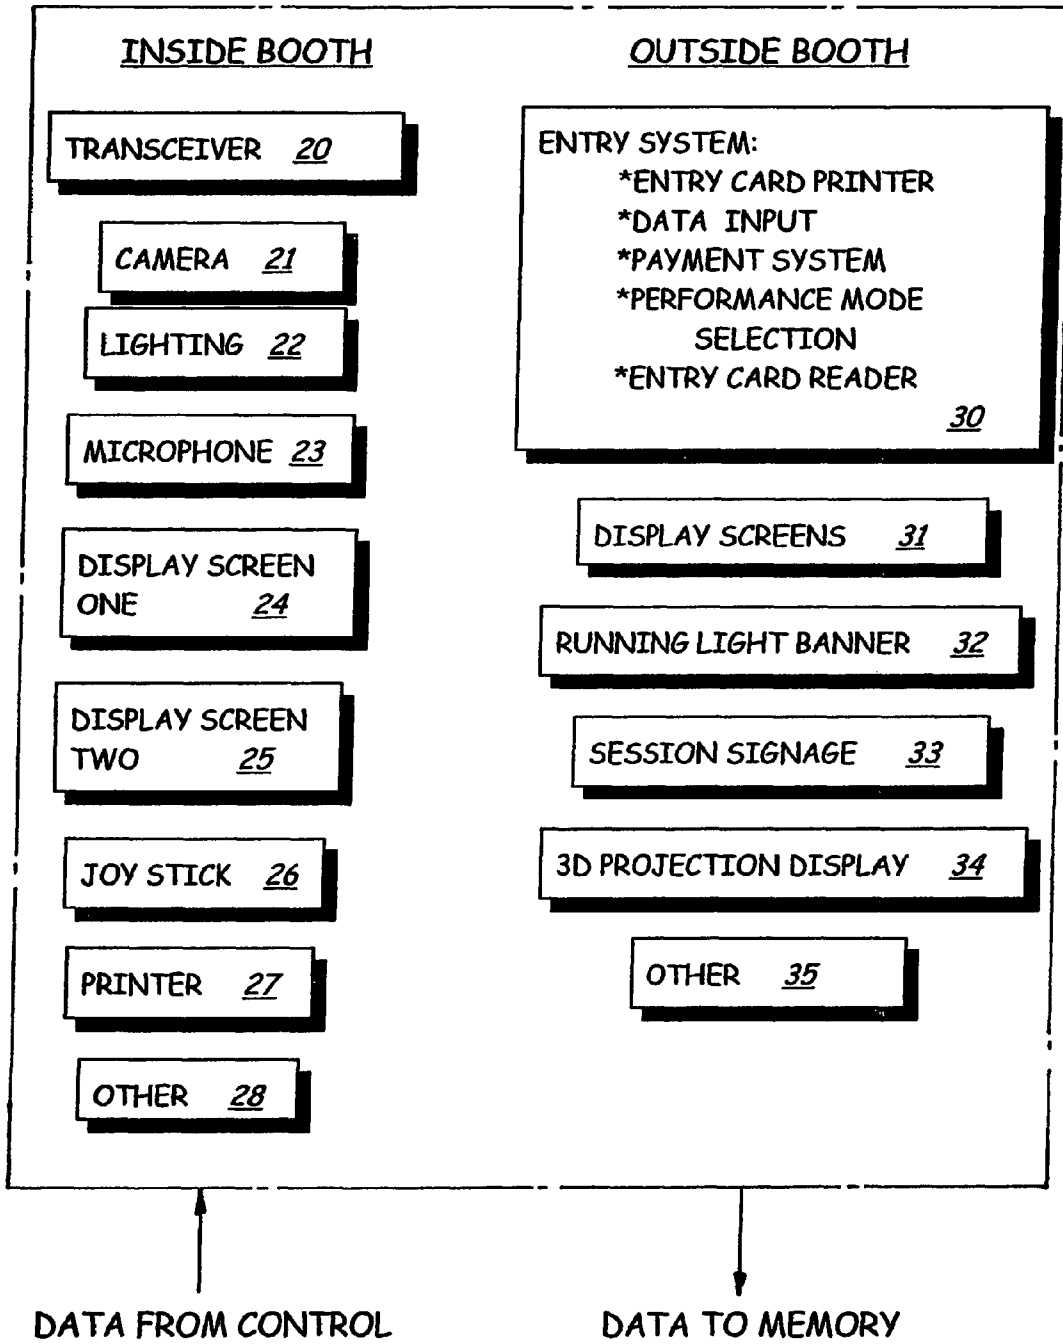 INSIDE BOOTH
TRANSCEIVER 20
CAMERA 21
LIGHTING 22
MICROPHONE 23
DISPLAY SCREEN
ONE 24
DISPLAY SCREEN
TWO 25
JOY STICK 26
PRINTER 27
OTHER 28
OUTSIDE BOOTH
ENTRY SYSTEM:
*ENTRY CARD PRINTER
*DATA INPUT
*PAYMENT SYSTEM
*PERFORMANCE MODE
SELECTION
*ENTRY CARD READER
30
DISPLAY SCREENS 31
RUNNING LIGHT BANNER 32
SESSION SIGNAGE 33
3D PROJECTION DISPLAY 34
OTHER 35
DATA FROM CONTROL
DATA TO MEMORY